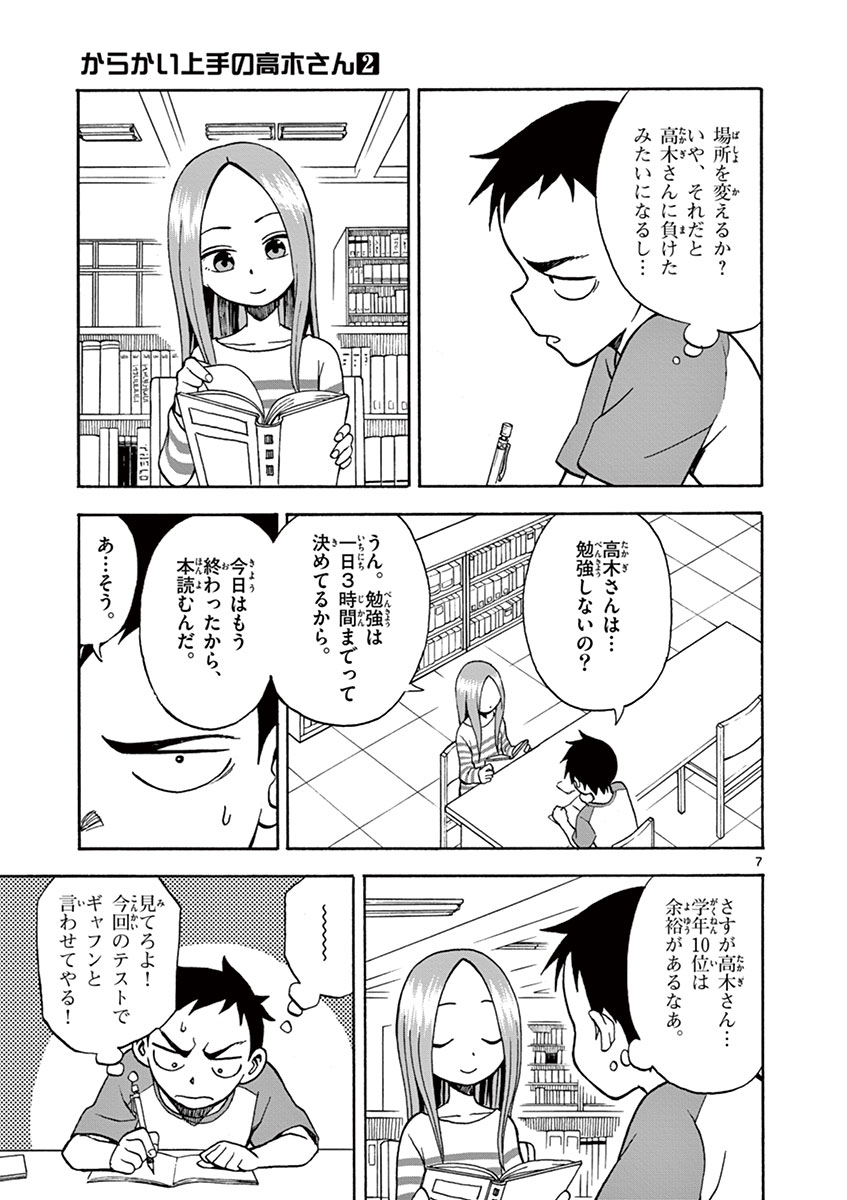 からかい上手の高木さん2
場所を変えるか?
いや、それだと
高木さんに負けた
みたいになるし…
THE LO
高木さんは…
勉強しないの?
うん。勉強は
一日3時間までって
決めてるから。
今日はもう
終わったから、
本読むんだ。
あ…そう。
7
さすが高木さん…
学年10位は
余裕があるなあ。
見てろよ!
今回のテストで
ギャフンと
言わせてやる!